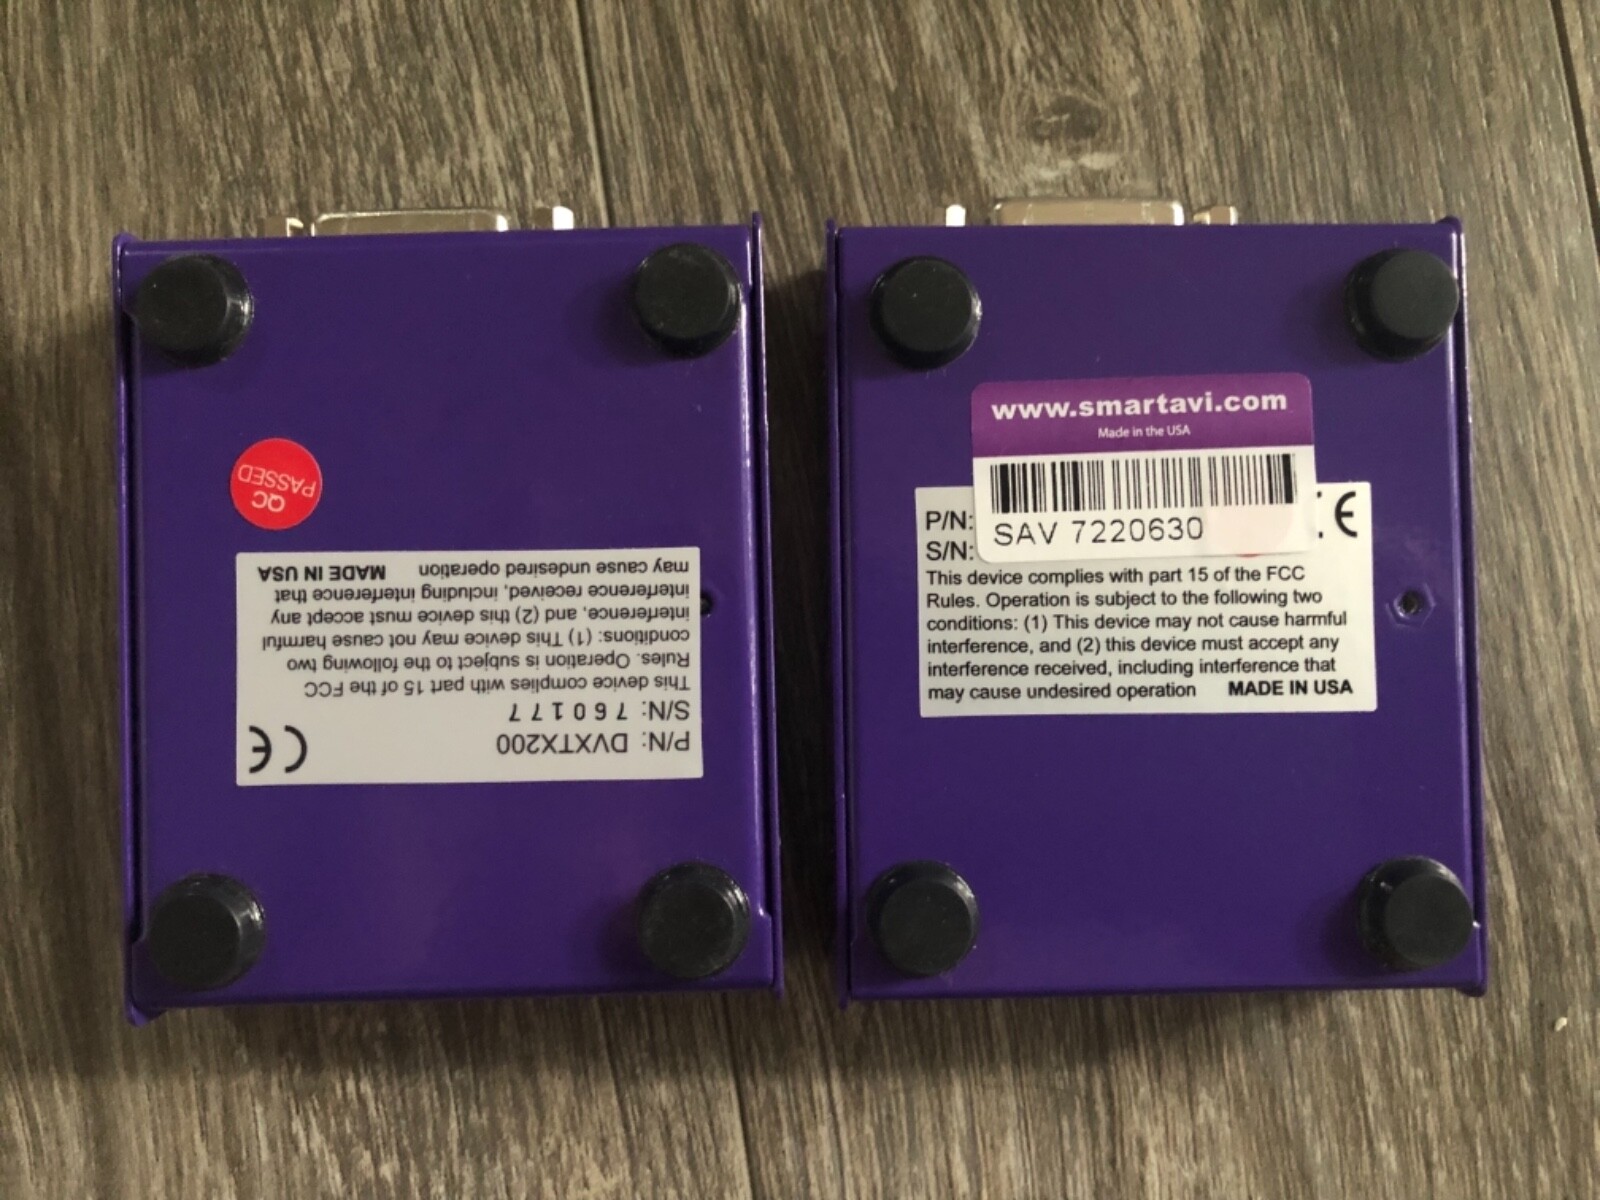 QC
PASSED
P/N: DVXTX200
S/N: 760177
This device complies with part 15 of the FCC
Rules. Operation is subject to the following two
conditions: (1) This device may not cause harmful
interference, and (2) this device must accept any
interference received, including interference that
may cause undesired operation MADE IN USA
CE
www.smartavi.com
Made in the USA
SAV 7220630
P/N:
S/N:
This device complies with part 15 of the FCC
Rules. Operation is subject to the following two
conditions: (1) This device may not cause harmful
interference, and (2) this device must accept any
interference received, including interference that
may cause undesired operation MADE IN USA